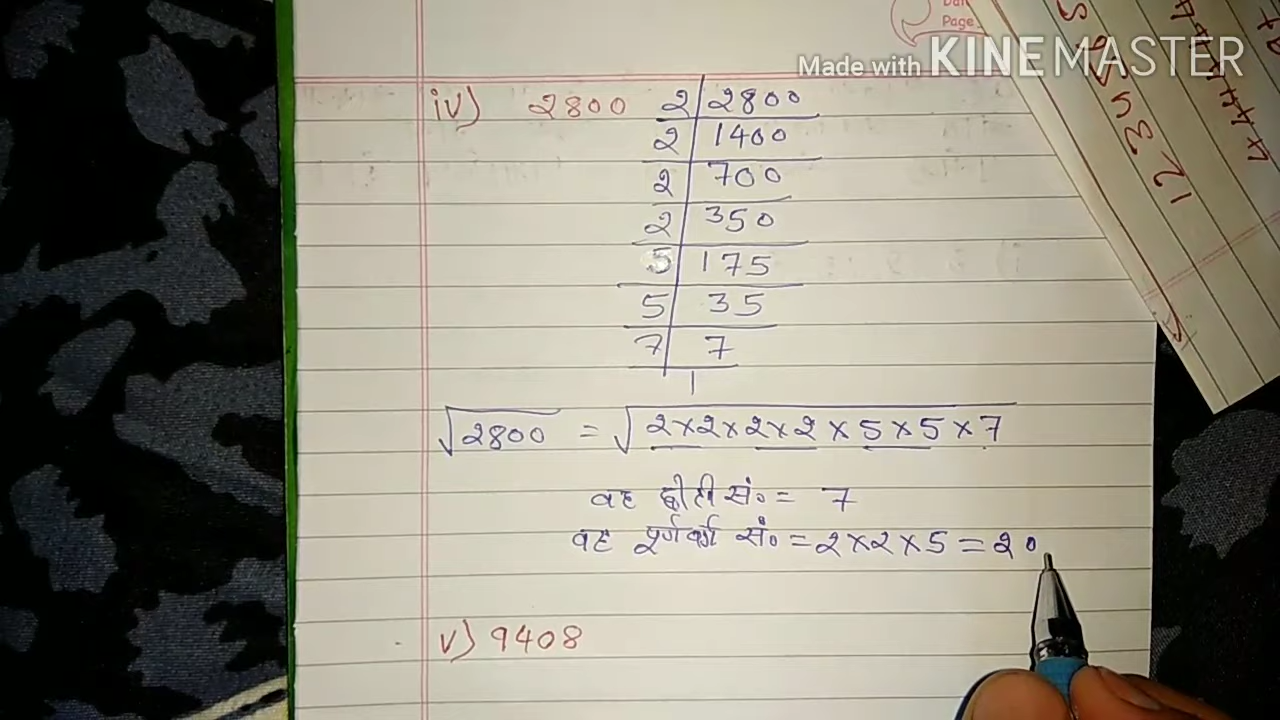 Page
Made with KINEMASTER
iv) 2800
2 | 2800
2 | 1400
2 | 700
2 | 350
5 | 175
5 | 35
7 | 7
1
√2800 = √2×2×2×2×5×5×7
वह छोटी सं० = 7
वह पूर्णवर्ग सं० = 2×2×5 = 20
v) 9408